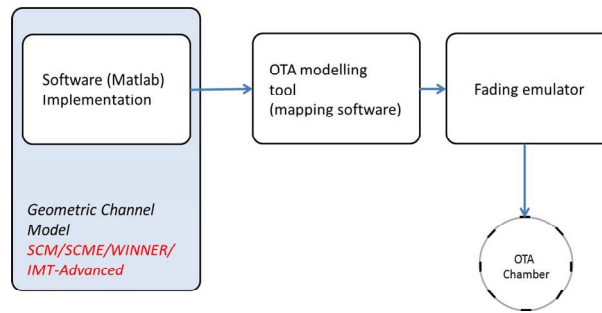 Software (Matlab)
Implementation
OTA modelling
tool
(mapping software)
Fading emulator
Geometric Channel
Model
SCM/SCME/WINNER/
IMT-Advanced
OTA
Chamber